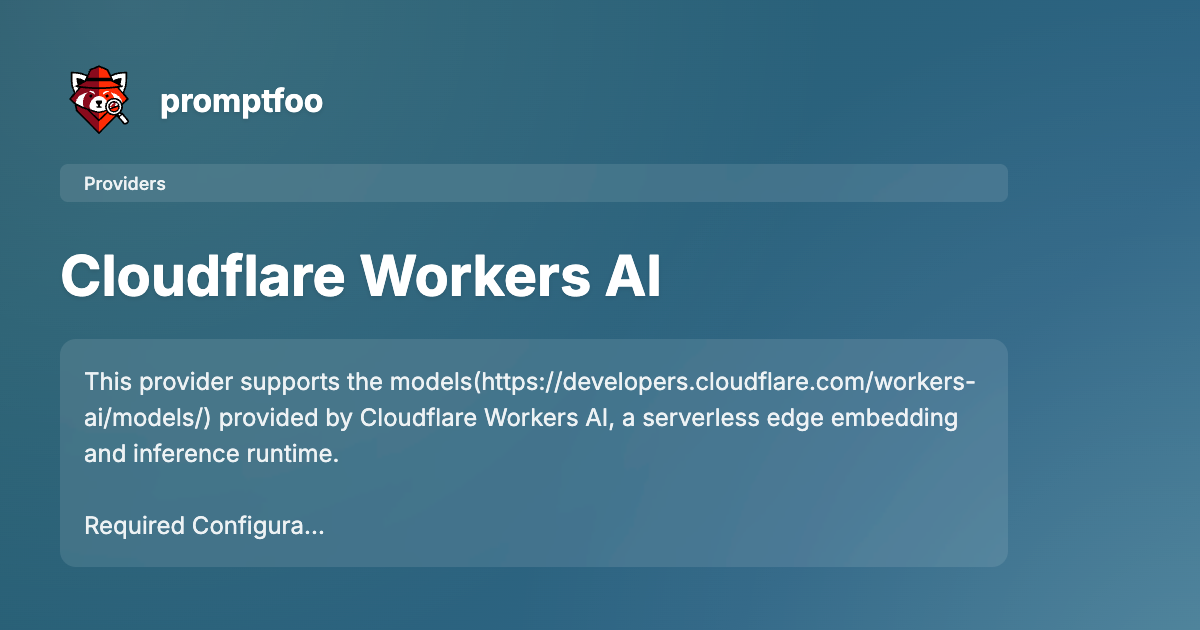 promptfoo
Providers
Cloudflare Workers AI
This provider supports the models(https://developers.cloudflare.com/workers-
ai/models/) provided by Cloudflare Workers AI, a serverless edge embedding
and inference runtime.
Required Configura...